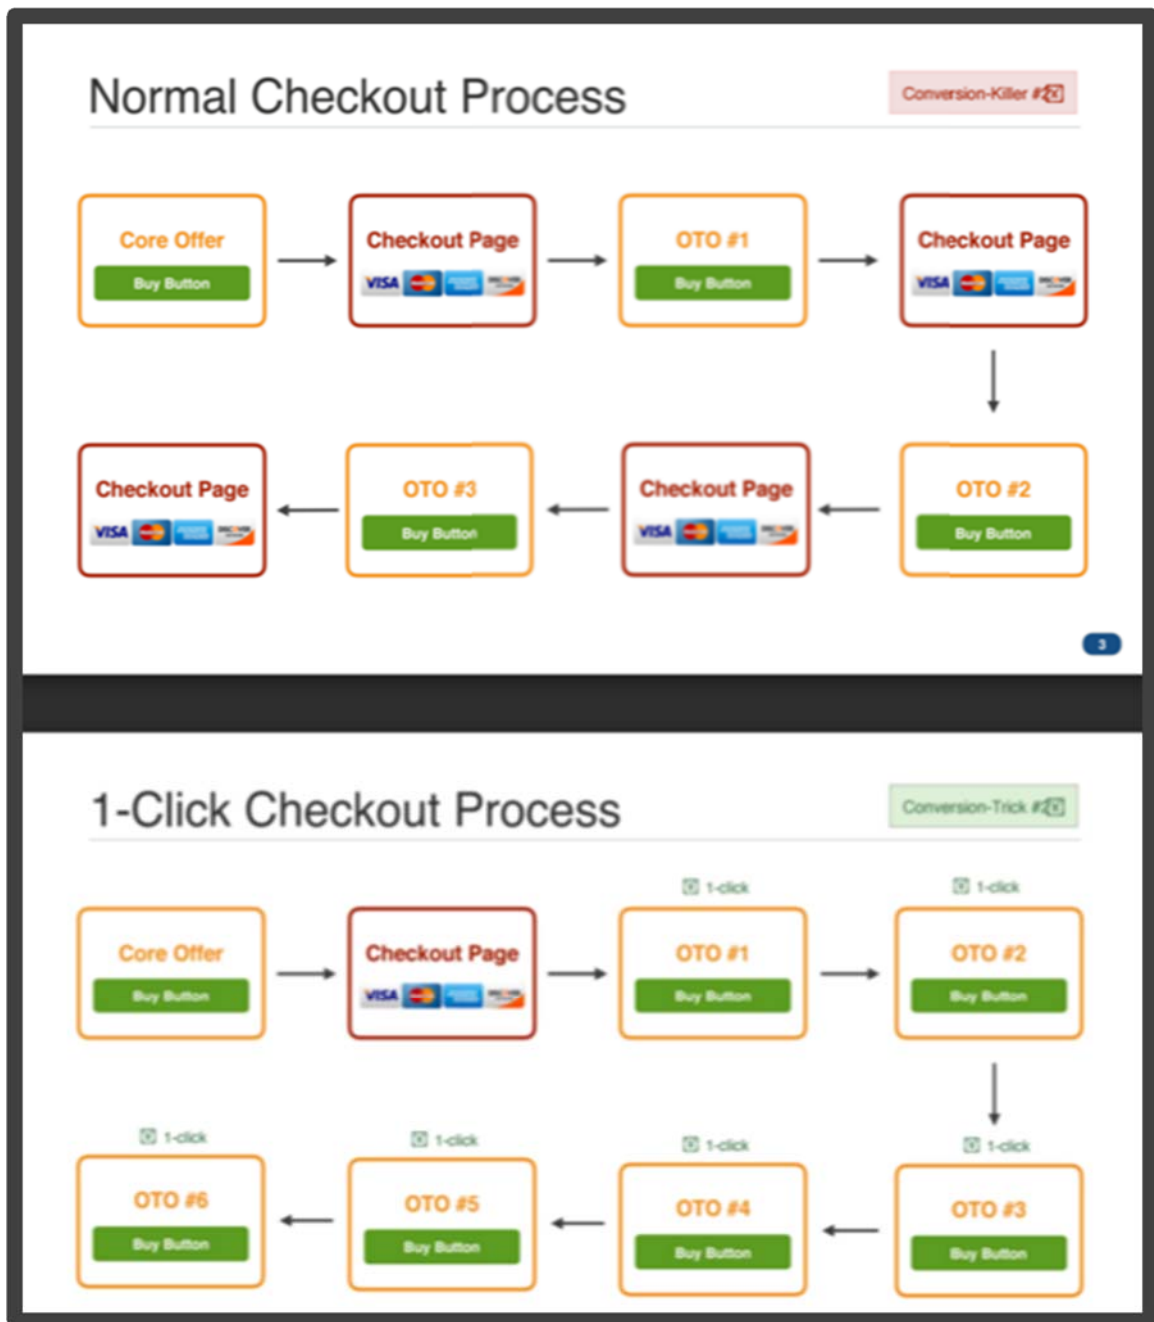 Normal Checkout Process
Conversion-Killer #2
Core Offer
Buy Button
Checkout Page
VISA
OTO #1
Buy Button
Checkout Page
VISA
Checkout Page
VISA
OTO #3
Buy Button
Checkout Page
VISA
OTO #2
Buy Button
3
1-Click Checkout Process
Conversion-Trick #2
Core Offer
Buy Button
Checkout Page
VISA
1-click
OTO #1
Buy Button
1-click
OTO #2
Buy Button
1-click
OTO #6
Buy Button
1-click
OTO #5
Buy Button
1-click
OTO #4
Buy Button
1-click
OTO #3
Buy Button